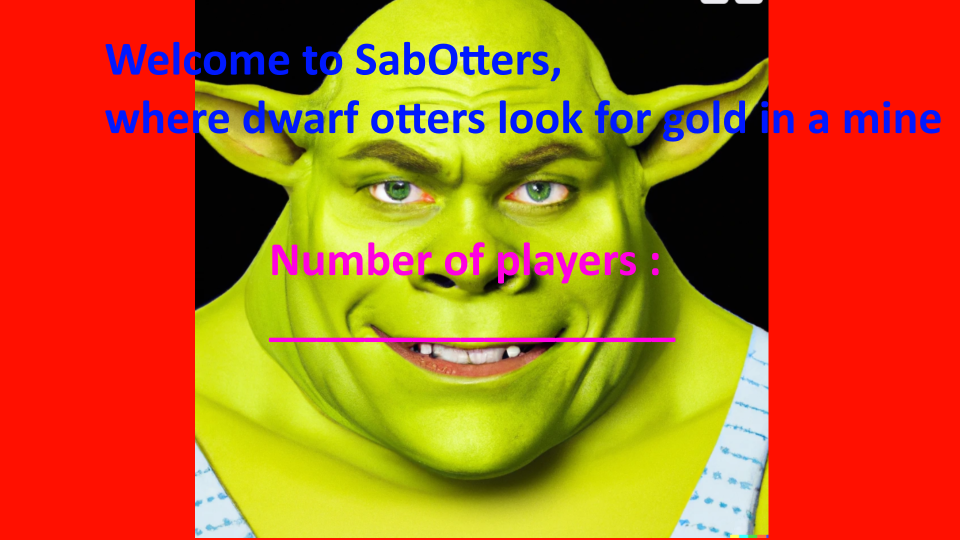 Welcome to SabOtters,
where dwarf otters look for gold in a mine
Number of players :